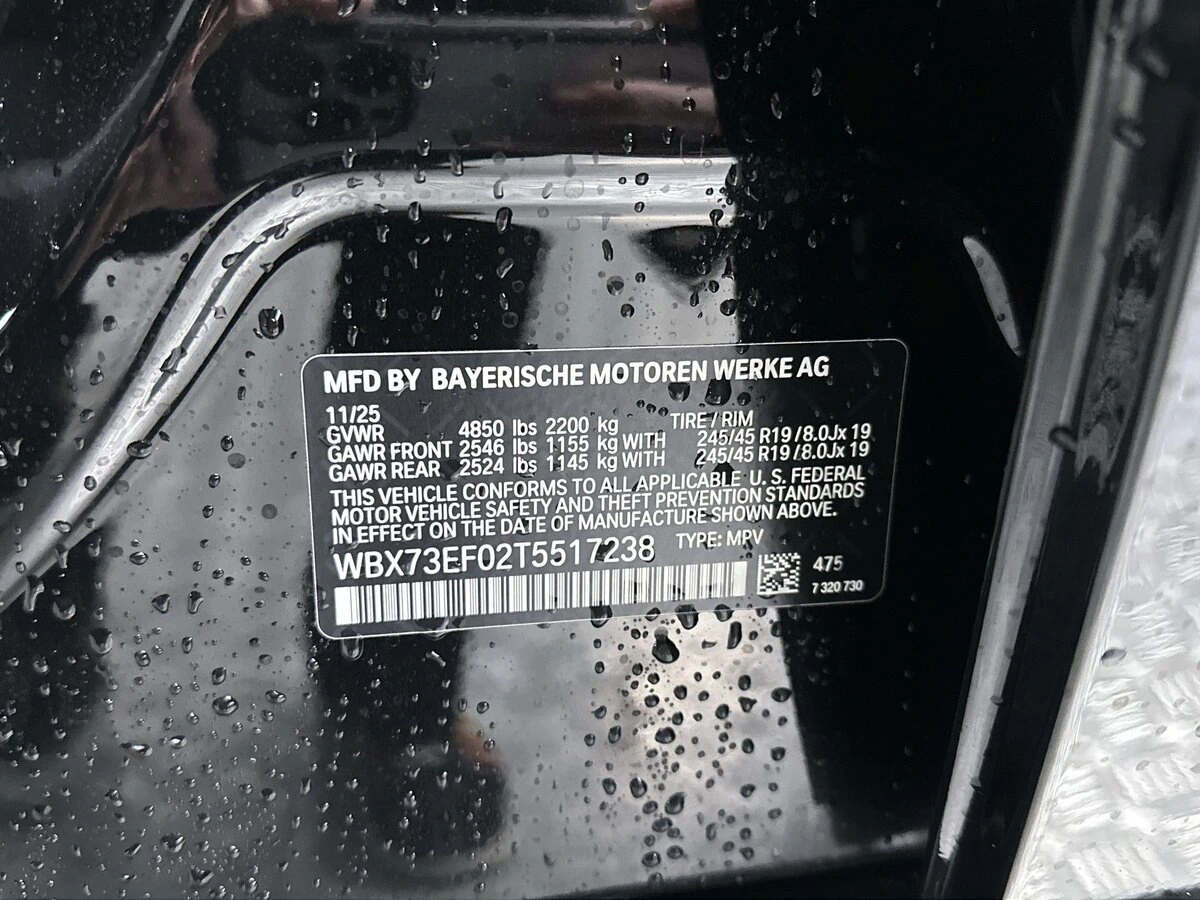 MFD BY BAYERISCHE MOTOREN WERKE AG
11/25
GVWR 4850 lbs 2200 kg TIRE / RIM
GAWR FRONT 2546 lbs 1155 kg WITH 245/45 R19 / 8.0Jx 19
GAWR REAR 2524 lbs 1145 kg WITH 245/45 R19 / 8.0Jx 19
THIS VEHICLE CONFORMS TO ALL APPLICABLE U. S. FEDERAL
MOTOR VEHICLE SAFETY AND THEFT PREVENTION STANDARDS
IN EFFECT ON THE DATE OF MANUFACTURE SHOWN ABOVE.
WBX73EF02T5517238 TYPE: MPV
475
7 320 730